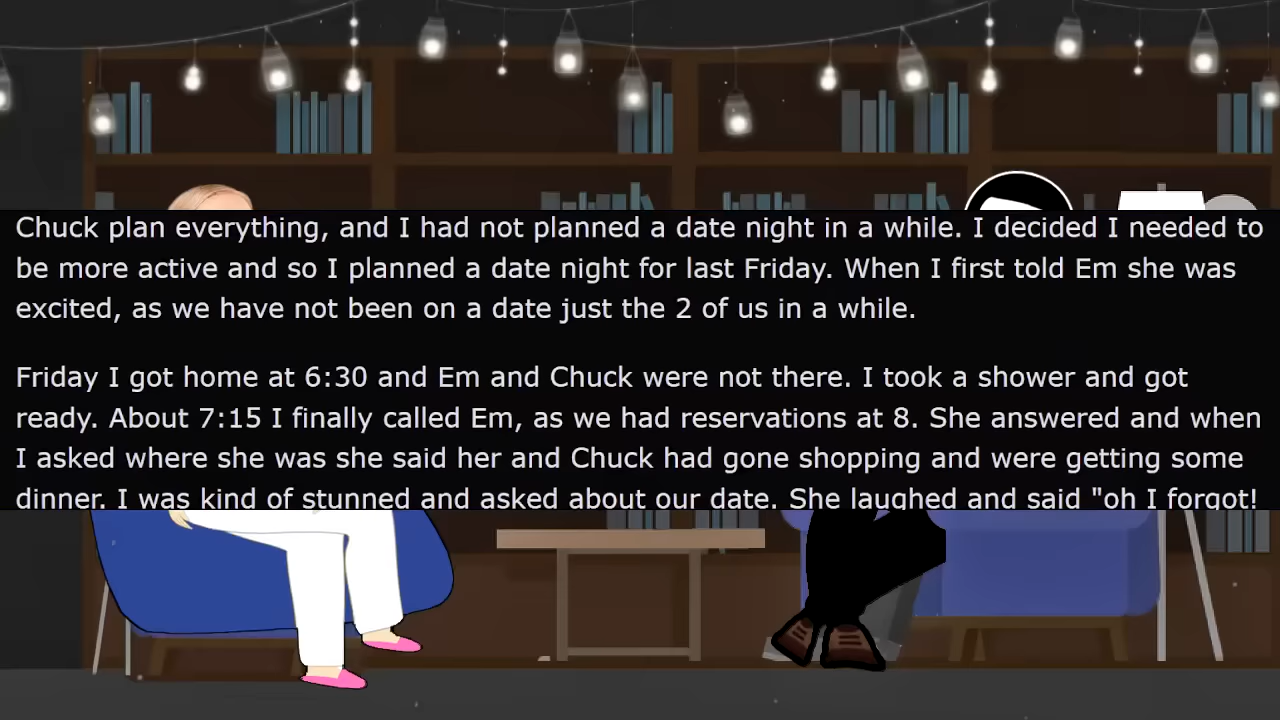 Chuck plan everything, and I had not planned a date night in a while. I decided I needed to
be more active and so I planned a date night for last Friday. When I first told Em she was
excited, as we have not been on a date just the 2 of us in a while.
Friday I got home at 6:30 and Em and Chuck were not there. I took a shower and got
ready. About 7:15 I finally called Em, as we had reservations at 8. She answered and when
I asked where she was she said her and Chuck had gone shopping and were getting some
dinner. I was kind of stunned and asked about our date. She laughed and said "oh I forgot!